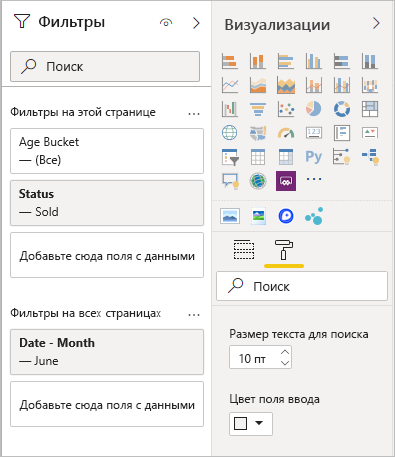 Фильтры
Поиск
Фильтры на этой странице
...
Age Bucket
— (Все)
Status
— Sold
Добавьте сюда поля с данными
Фильтры на всех страницах
...
Date - Month
— June
Добавьте сюда поля с данными
Визуализации
123
Py
...
Поиск
Размер текста для поиска
10 пт
Цвет поля ввода